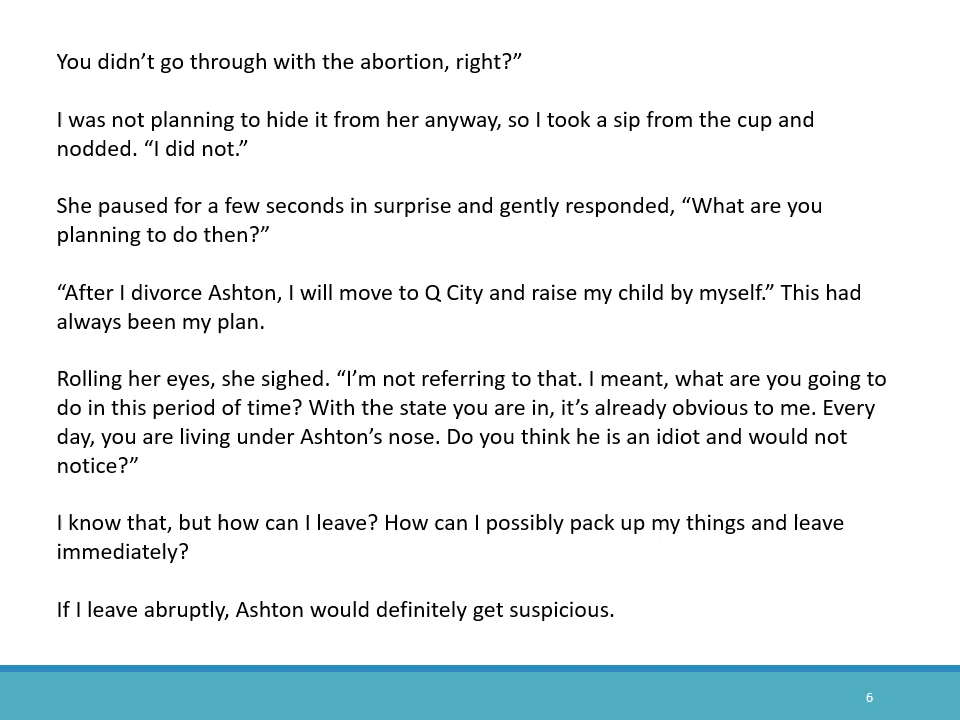 You didn’t go through with the abortion, right?”
I was not planning to hide it from her anyway, so I took a sip from the cup and
nodded. “I did not.”
She paused for a few seconds in surprise and gently responded, “What are you
planning to do then?”
“After I divorce Ashton, I will move to Q City and raise my child by myself.” This had
always been my plan.
Rolling her eyes, she sighed. “I’m not referring to that. I meant, what are you going to
do in this period of time? With the state you are in, it’s already obvious to me. Every
day, you are living under Ashton’s nose. Do you think he is an idiot and would not
notice?”
I know that, but how can I leave? How can I possibly pack up my things and leave
immediately?
If I leave abruptly, Ashton would definitely get suspicious.
6